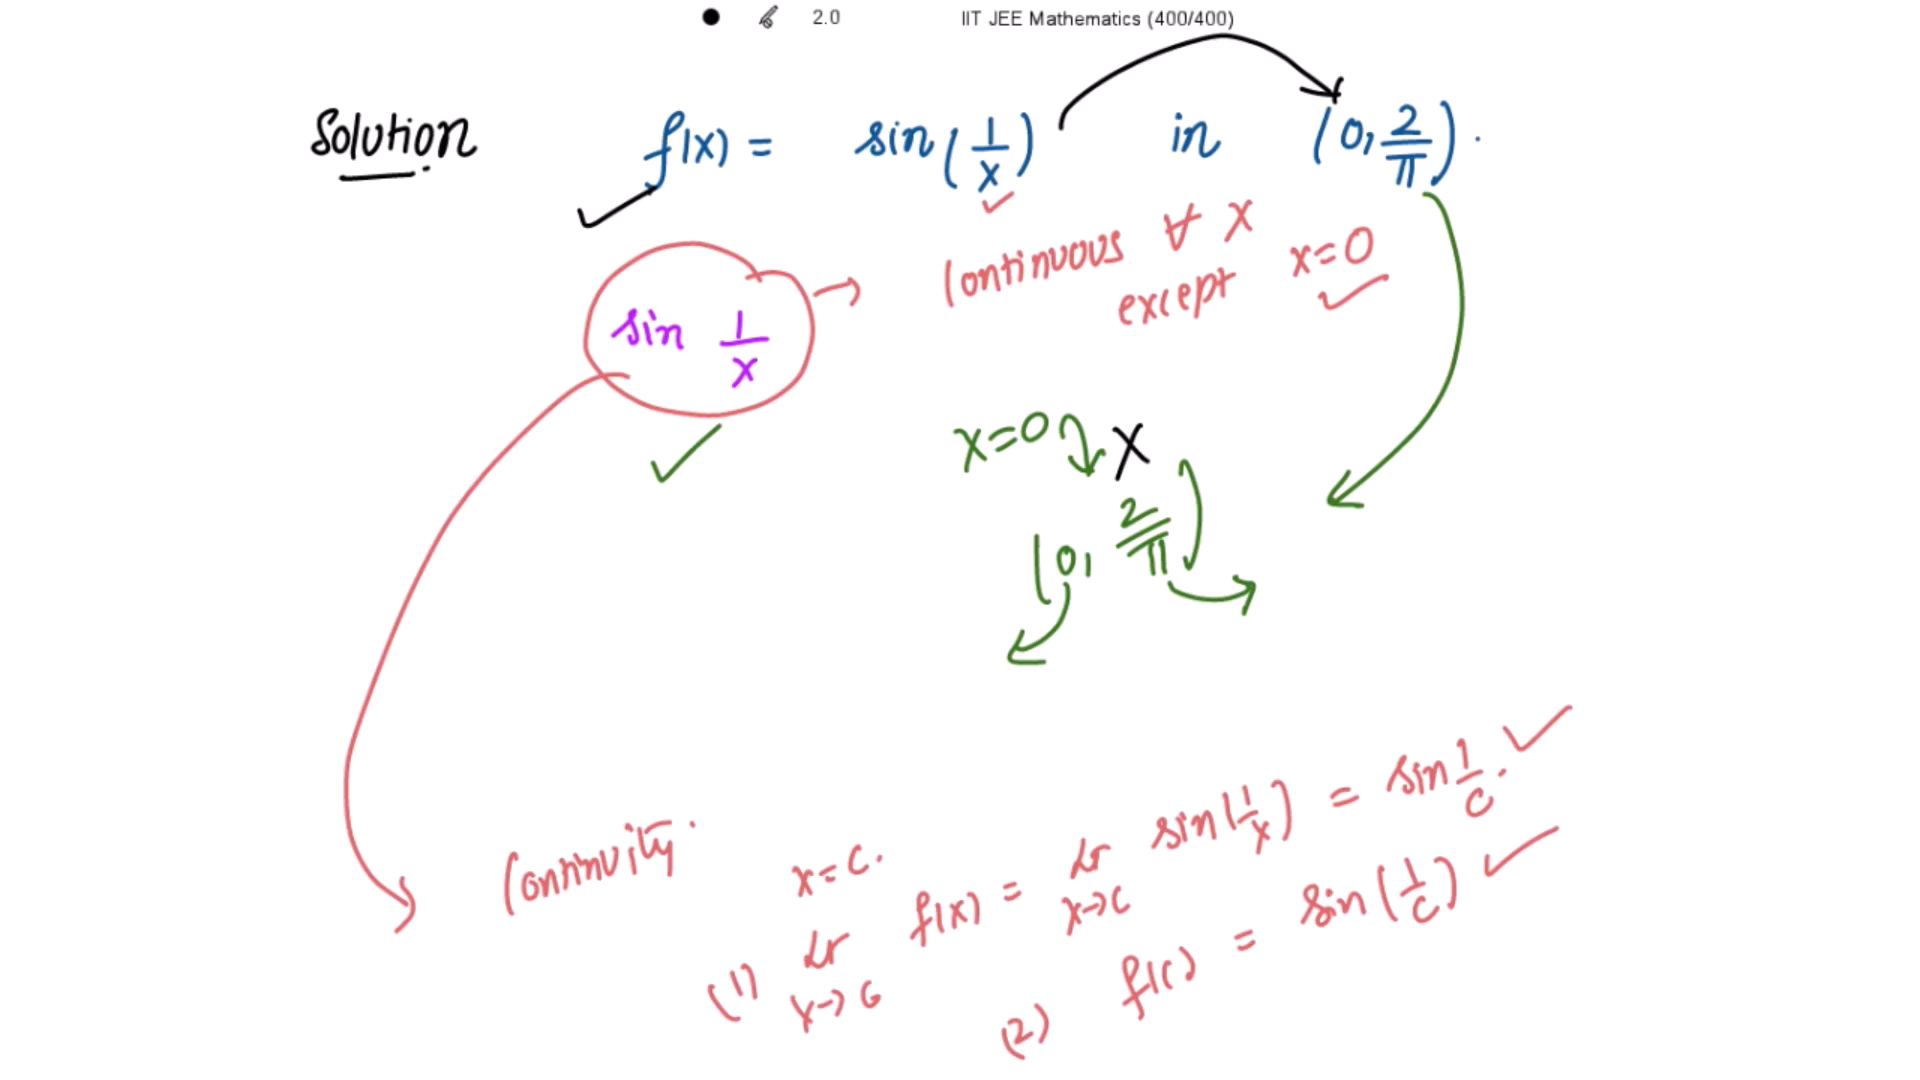 2.0 IIT JEE Mathematics (400/400)
Solution f(x) = sin(1/x) in (0, 2/π).
Continuous ∀ x
except x=0
sin 1/x
x=0 X
(0, 2/π)
Continuity. x=c.
(1) Lt x→c f(x) = Lt x→c sin(1/x) = sin 1/c.
(2) f(c) = sin(1/c)